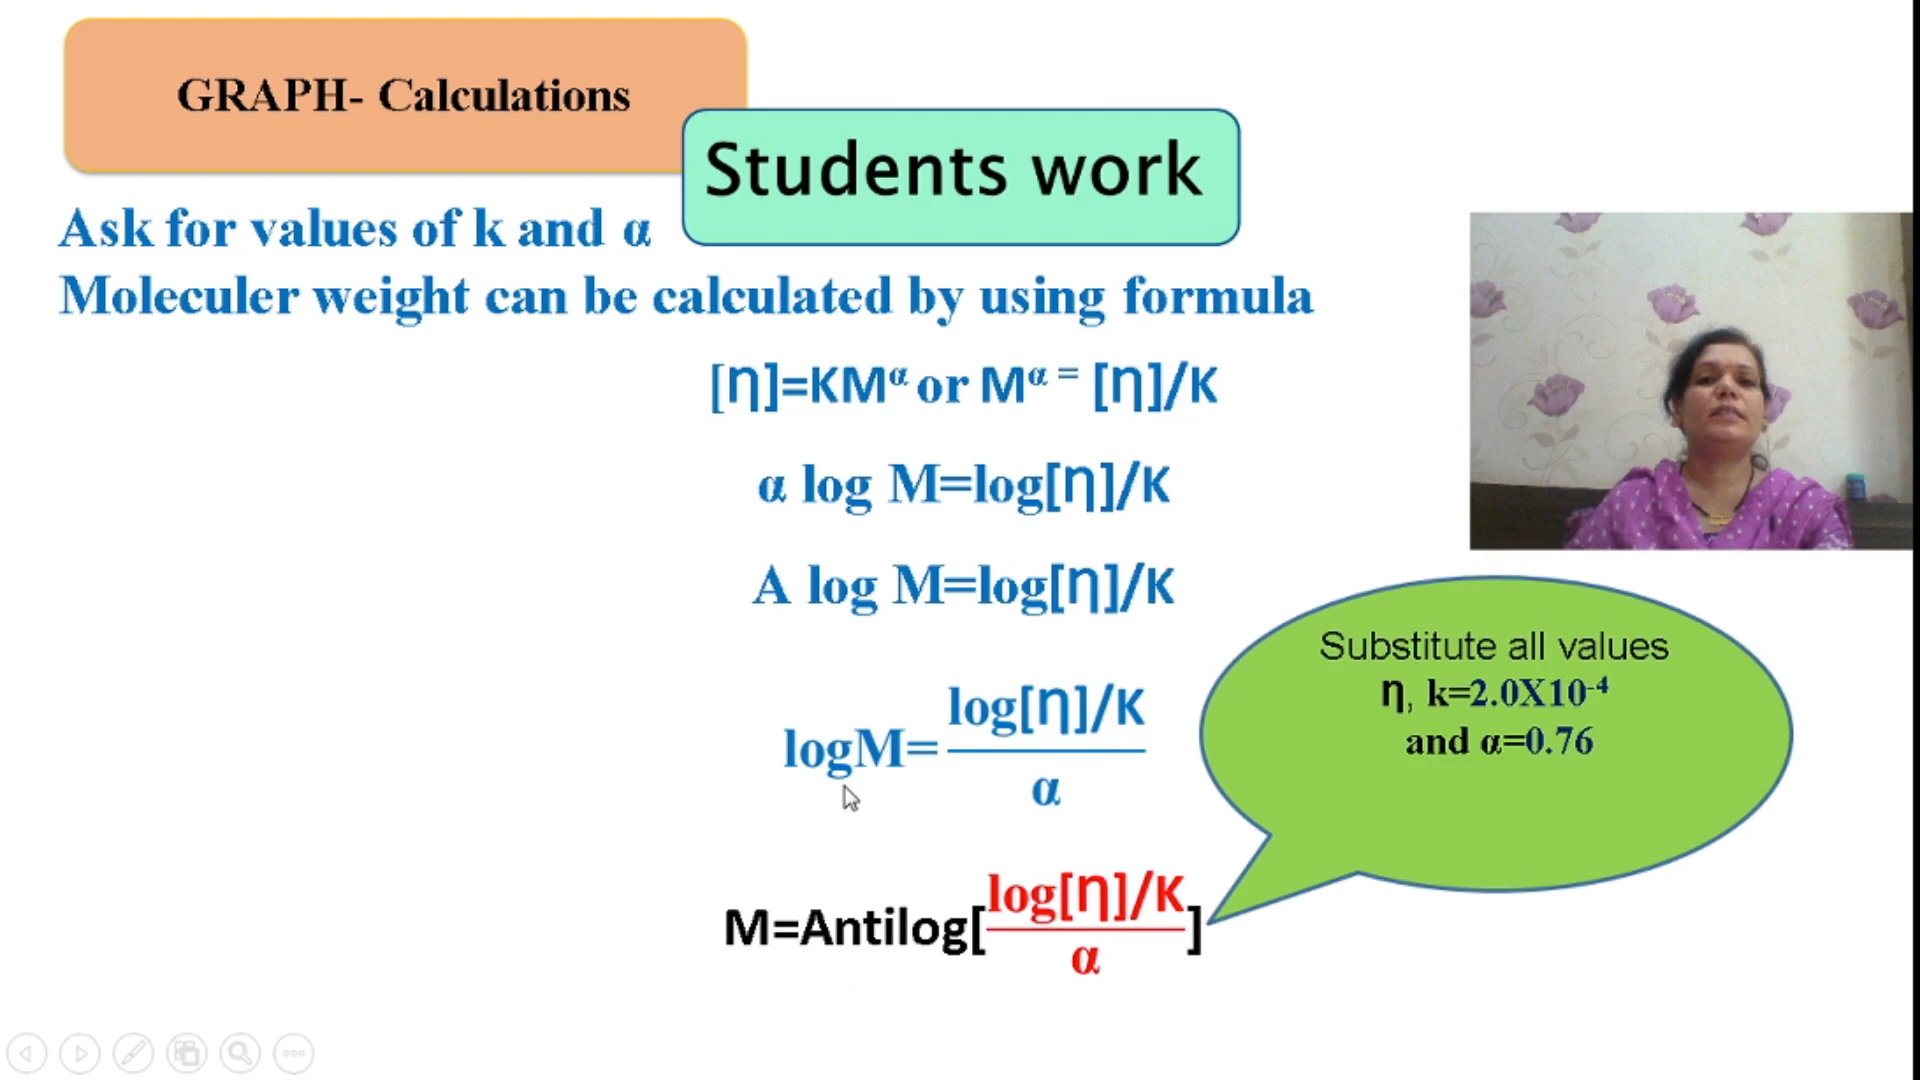 GRAPH- Calculations
Students work
Ask for values of k and α
Moleculer weight can be calculated by using formula
[η]=KMᵅ or Mᵅ ⁼ [η]/K
α log M=log[η]/K
A log M=log[η]/K
logM= log[η]/K
α
Substitute all values
η, k=2.0X10⁻⁴
and α=0.76
M=Antilog[log[η]/K]
α